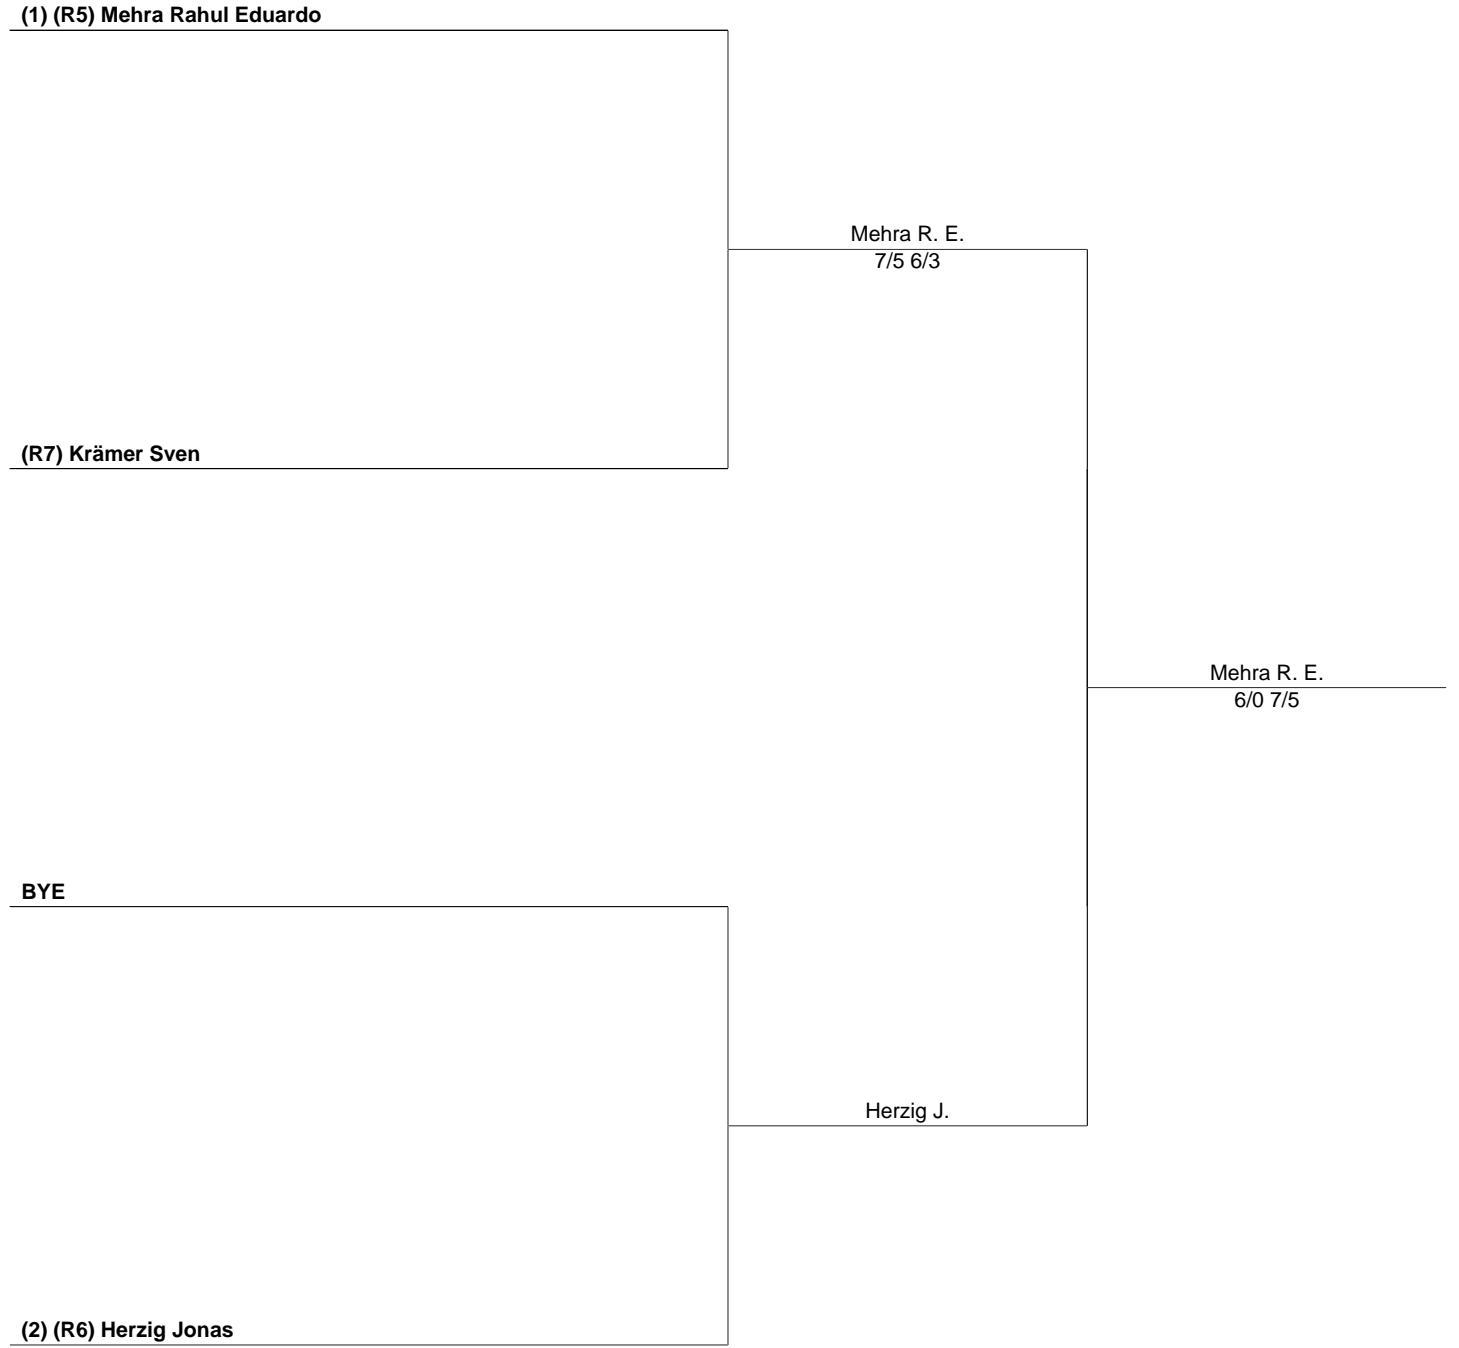 (1) (R5) Mehra Rahul Eduardo
Mehra R. E.
7/5 6/3
(R7) Krämer Sven
Mehra R. E.
6/0 7/5
BYE
Herzig J.
(2) (R6) Herzig Jonas